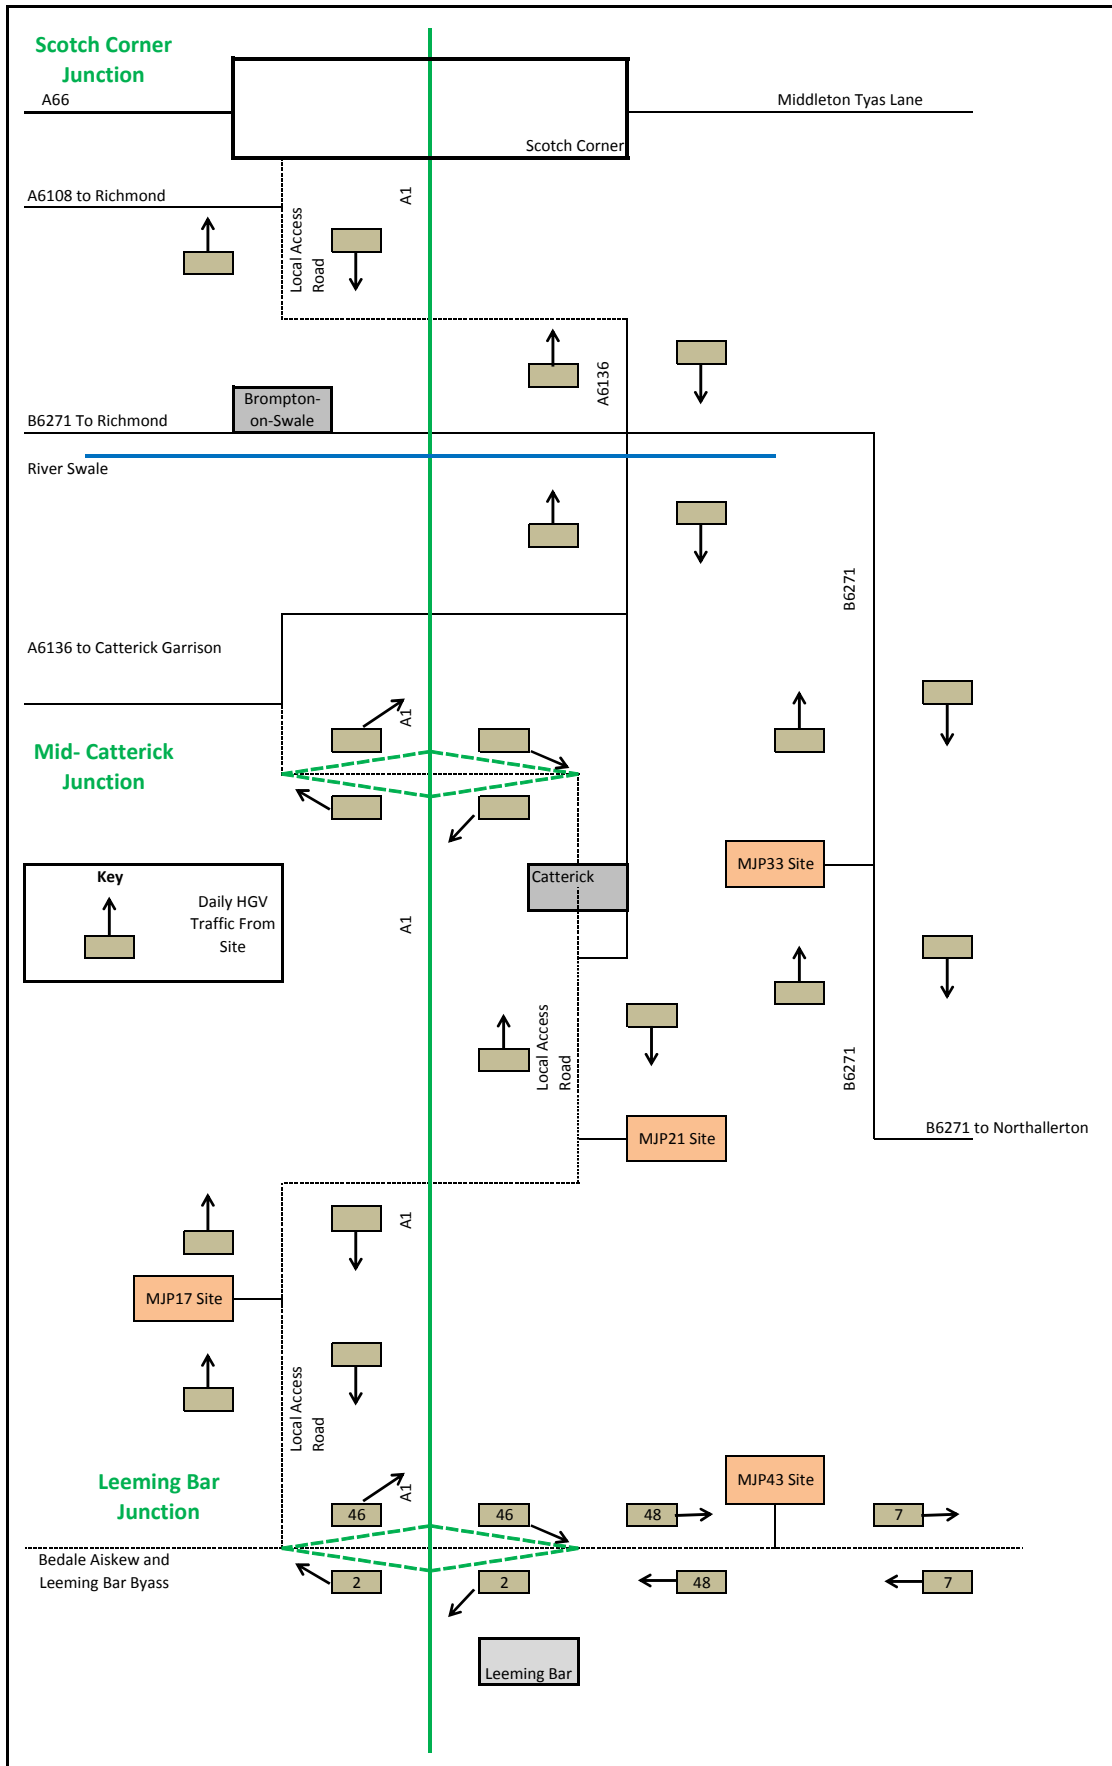 Scotch Corner
Junction
A66
Middleton Tyas Lane
Scotch Corner
A6108 to Richmond
A1
Local Access
Road
A6136
Brompton-
on-Swale
B6271 To Richmond
River Swale
B6271
A6136 to Catterick Garrison
A1
Mid- Catterick
Junction
MJP33 Site
Key
Daily HGV
Traffic From
Site
Catterick
A1
Local Access
Road
B6271
MJP21 Site
B6271 to Northallerton
A1
MJP17 Site
Local Access
Road
Leeming Bar
Junction
A1
MJP43 Site
46
46
48
7
Bedale Aiskew and
Leeming Bar Byass
2
2
48
7
Leeming Bar